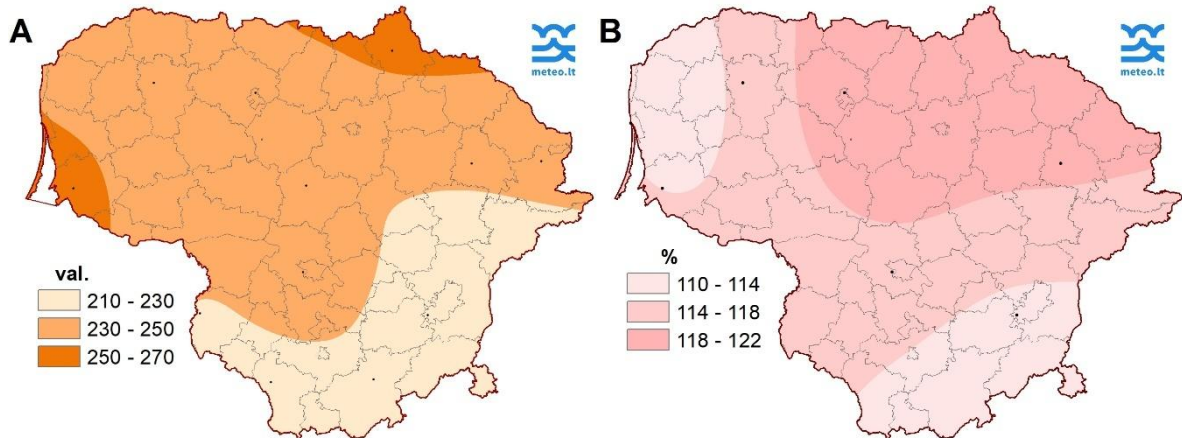 A
meteo.lt
val.
210 - 230
230 - 250
250 - 270
B
meteo.lt
%
110 - 114
114 - 118
118 - 122